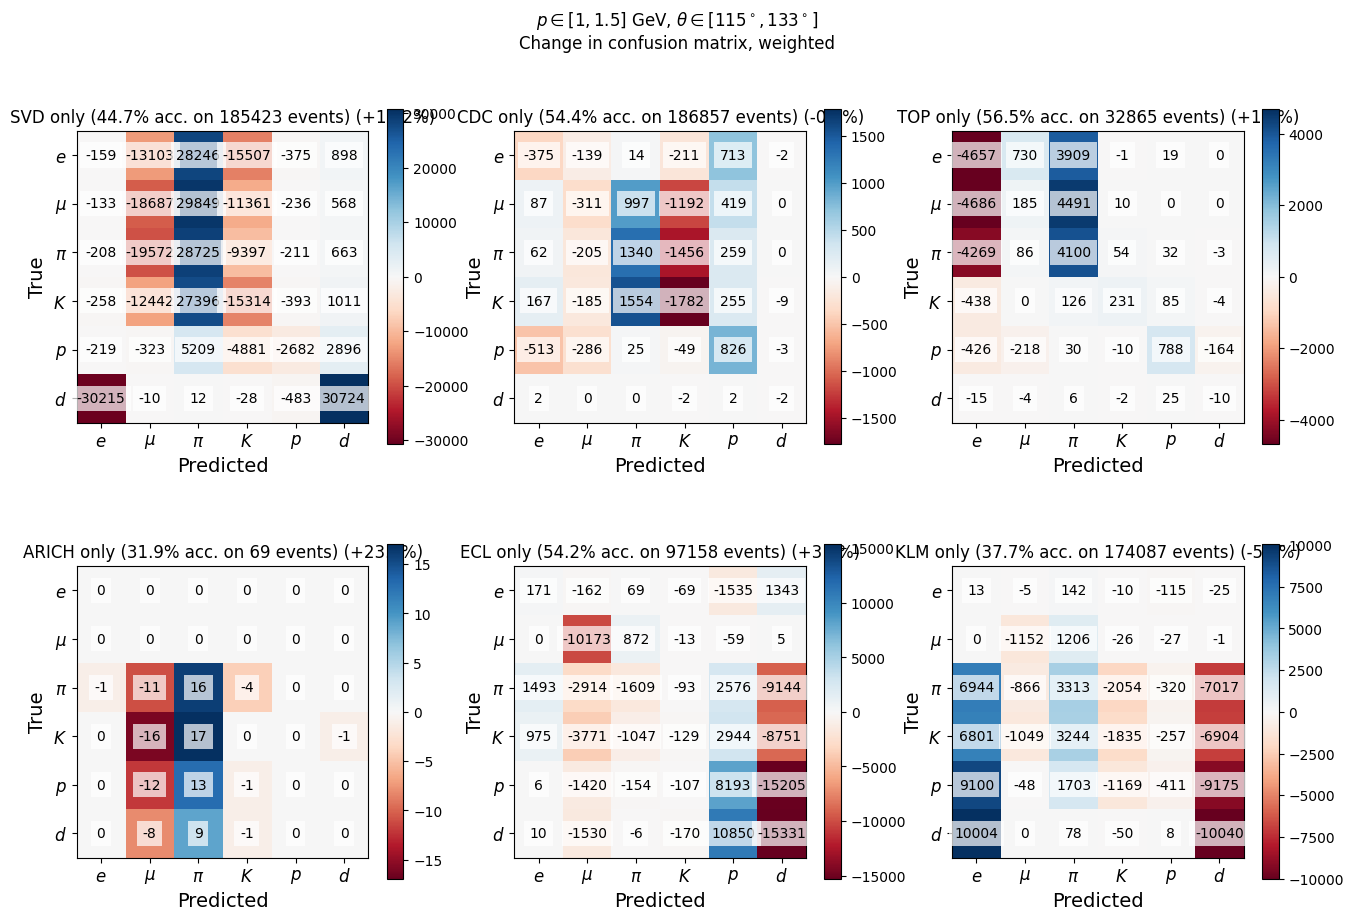 p ∈ [1, 1.5] GeV, θ ∈ [115°, 133°]
Change in confusion matrix, weighted
SVD only (44.7% acc. on 185423 events)
CDC only (54.4% acc. on 186857 events)
TOP only (56.5% acc. on 32865 events)
e -159 -13103 28246 -15507 -375 898
μ -133 -18687 29849 -11361 -236 568
π -208 -19572 28725 -9397 -211 663
K -258 -12442 27396 -15314 -393 1011
p -219 -323 5209 -4881 -2682 2896
d -30215 -10 12 -28 -483 30724
e μ π K p d
Predicted
True
30000
20000
10000
0
−10000
−20000
−30000
e -375 -139 14 -211 713 -2
μ 87 -311 997 -1192 419 0
π 62 -205 1340 -1456 259 0
K 167 -185 1554 -1782 255 -9
p -513 -286 25 -49 826 -3
d 2 0 0 -2 2 -2
e μ π K p d
Predicted
True
1500
1000
500
0
−500
−1000
−1500
e -4657 730 3909 -1 19 0
μ -4686 185 4491 10 0 0
π -4269 86 4100 54 32 -3
K -438 0 126 231 85 -4
p -426 -218 30 -10 788 -164
d -15 -4 6 -2 25 -10
e μ π K p d
Predicted
True
4000
2000
0
−2000
−4000
ARICH only (31.9% acc. on 69 events)
ECL only (54.2% acc. on 97158 events)
KLM only (37.7% acc. on 174087 events)
e 0 0 0 0 0 0
μ 0 0 0 0 0 0
π -1 -11 16 -4 0 0
K 0 -16 17 0 0 -1
p 0 -12 13 -1 0 0
d 0 -8 9 -1 0 0
e μ π K p d
Predicted
True
15
10
5
0
−5
−10
−15
e 171 -162 69 -69 -1535 1343
μ 0 -10173 872 -13 -59 5
π 1493 -2914 -1609 -93 2576 -9144
K 975 -3771 -1047 -129 2944 -8751
p 6 -1420 -154 -107 8193 -15205
d 10 -1530 -6 -170 10850 -15331
e μ π K p d
Predicted
True
15000
10000
5000
0
−5000
−10000
−15000
e 13 -5 142 -10 -115 -25
μ 0 -1152 1206 -26 -27 -1
π 6944 -866 3313 -2054 -320 -7017
K 6801 -1049 3244 -1835 -257 -6904
p 9100 -48 1703 -1169 -411 -9175
d 10004 0 78 -50 8 -10040
e μ π K p d
Predicted
True
10000
7500
5000
2500
0
−2500
−5000
−7500
−10000